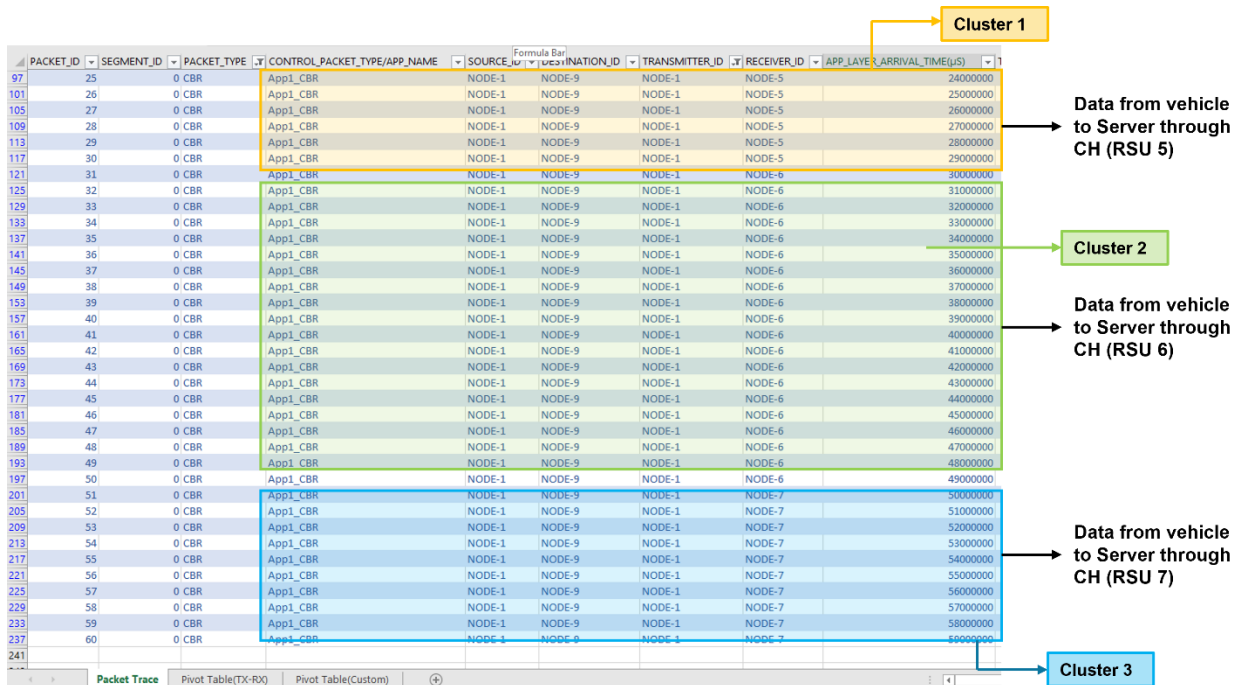 Cluster 1
Formula Bar
PACKET_ID SEGMENT_ID PACKET_TYPE CONTROL_PACKET_TYPE/APP_NAME SOURCE_ID DESTINATION_ID TRANSMITTER_ID RECEIVER_ID APP_LAYER_ARRIVAL_TIME(µS) T
97 25 0 CBR App1_CBR NODE-1 NODE-9 NODE-1 NODE-5 24000000
101 26 0 CBR App1_CBR NODE-1 NODE-9 NODE-1 NODE-5 25000000
105 27 0 CBR App1_CBR NODE-1 NODE-9 NODE-1 NODE-5 26000000
109 28 0 CBR App1_CBR NODE-1 NODE-9 NODE-1 NODE-5 27000000
113 29 0 CBR App1_CBR NODE-1 NODE-9 NODE-1 NODE-5 28000000
117 30 0 CBR App1_CBR NODE-1 NODE-9 NODE-1 NODE-5 29000000
Data from vehicle
to Server through
CH (RSU 5)
121 31 0 CBR App1_CBR NODE-1 NODE-9 NODE-1 NODE-6 30000000
125 32 0 CBR App1_CBR NODE-1 NODE-9 NODE-1 NODE-6 31000000
129 33 0 CBR App1_CBR NODE-1 NODE-9 NODE-1 NODE-6 32000000
133 34 0 CBR App1_CBR NODE-1 NODE-9 NODE-1 NODE-6 33000000
137 35 0 CBR App1_CBR NODE-1 NODE-9 NODE-1 NODE-6 34000000
141 36 0 CBR App1_CBR NODE-1 NODE-9 NODE-1 NODE-6 35000000
145 37 0 CBR App1_CBR NODE-1 NODE-9 NODE-1 NODE-6 36000000
149 38 0 CBR App1_CBR NODE-1 NODE-9 NODE-1 NODE-6 37000000
153 39 0 CBR App1_CBR NODE-1 NODE-9 NODE-1 NODE-6 38000000
157 40 0 CBR App1_CBR NODE-1 NODE-9 NODE-1 NODE-6 39000000
161 41 0 CBR App1_CBR NODE-1 NODE-9 NODE-1 NODE-6 40000000
165 42 0 CBR App1_CBR NODE-1 NODE-9 NODE-1 NODE-6 41000000
169 43 0 CBR App1_CBR NODE-1 NODE-9 NODE-1 NODE-6 42000000
173 44 0 CBR App1_CBR NODE-1 NODE-9 NODE-1 NODE-6 43000000
177 45 0 CBR App1_CBR NODE-1 NODE-9 NODE-1 NODE-6 44000000
181 46 0 CBR App1_CBR NODE-1 NODE-9 NODE-1 NODE-6 45000000
185 47 0 CBR App1_CBR NODE-1 NODE-9 NODE-1 NODE-6 46000000
189 48 0 CBR App1_CBR NODE-1 NODE-9 NODE-1 NODE-6 47000000
193 49 0 CBR App1_CBR NODE-1 NODE-9 NODE-1 NODE-6 48000000
Cluster 2
Data from vehicle
to Server through
CH (RSU 6)
197 50 0 CBR App1_CBR NODE-1 NODE-9 NODE-1 NODE-6 49000000
201 51 0 CBR App1_CBR NODE-1 NODE-9 NODE-1 NODE-7 50000000
205 52 0 CBR App1_CBR NODE-1 NODE-9 NODE-1 NODE-7 51000000
209 53 0 CBR App1_CBR NODE-1 NODE-9 NODE-1 NODE-7 52000000
213 54 0 CBR App1_CBR NODE-1 NODE-9 NODE-1 NODE-7 53000000
217 55 0 CBR App1_CBR NODE-1 NODE-9 NODE-1 NODE-7 54000000
221 56 0 CBR App1_CBR NODE-1 NODE-9 NODE-1 NODE-7 55000000
225 57 0 CBR App1_CBR NODE-1 NODE-9 NODE-1 NODE-7 56000000
229 58 0 CBR App1_CBR NODE-1 NODE-9 NODE-1 NODE-7 57000000
233 59 0 CBR App1_CBR NODE-1 NODE-9 NODE-1 NODE-7 58000000
237 60 0 CBR App1_CBR NODE-1 NODE-9 NODE-1 NODE-7 59000000
Data from vehicle
to Server through
CH (RSU 7)
241
Cluster 3
Packet Trace Pivot Table(TX-RX) Pivot Table(Custom)